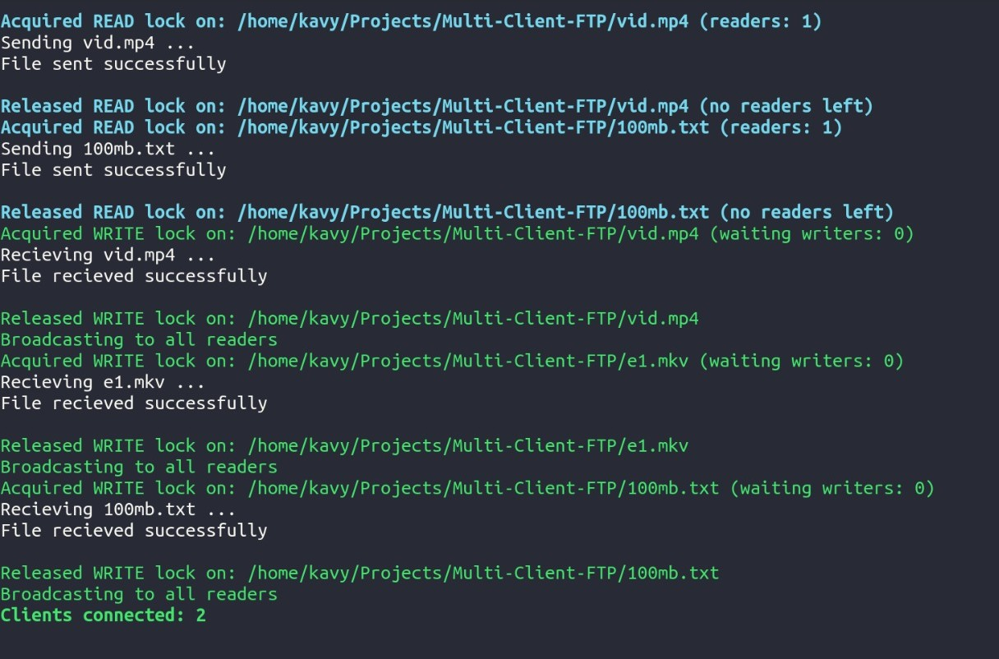 Acquired READ lock on: /home/kavy/Projects/Multi-Client-FTP/vid.mp4 (readers: 1)
Sending vid.mp4 ...
File sent successfully
Released READ lock on: /home/kavy/Projects/Multi-Client-FTP/vid.mp4 (no readers left)
Acquired READ lock on: /home/kavy/Projects/Multi-Client-FTP/100mb.txt (readers: 1)
Sending 100mb.txt ...
File sent successfully
Released READ lock on: /home/kavy/Projects/Multi-Client-FTP/100mb.txt (no readers left)
Acquired WRITE lock on: /home/kavy/Projects/Multi-Client-FTP/vid.mp4 (waiting writers: 0)
Recieving vid.mp4 ...
File recieved successfully
Released WRITE lock on: /home/kavy/Projects/Multi-Client-FTP/vid.mp4
Broadcasting to all readers
Acquired WRITE lock on: /home/kavy/Projects/Multi-Client-FTP/e1.mkv (waiting writers: 0)
Recieving e1.mkv ...
File recieved successfully
Released WRITE lock on: /home/kavy/Projects/Multi-Client-FTP/e1.mkv
Broadcasting to all readers
Acquired WRITE lock on: /home/kavy/Projects/Multi-Client-FTP/100mb.txt (waiting writers: 0)
Recieving 100mb.txt ...
File recieved successfully
Released WRITE lock on: /home/kavy/Projects/Multi-Client-FTP/100mb.txt
Broadcasting to all readers
Clients connected: 2